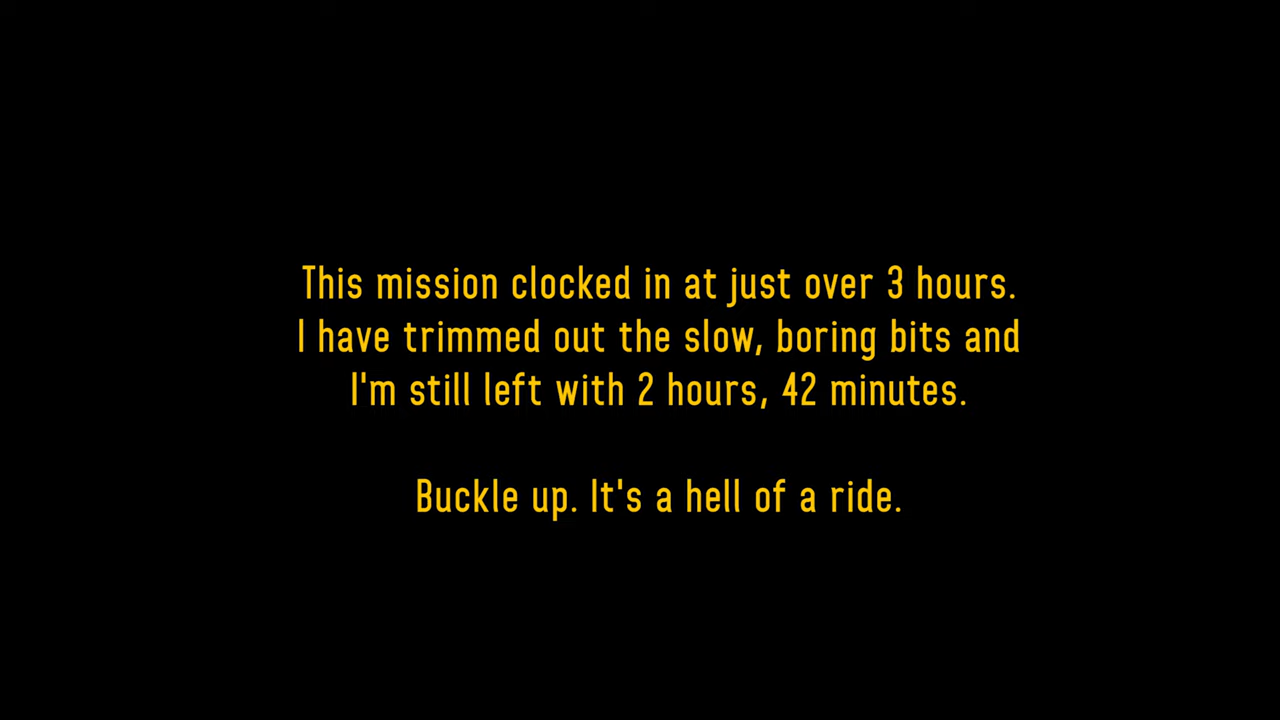 This mission clocked in at just over 3 hours.
I have trimmed out the slow, boring bits and
I'm still left with 2 hours, 42 minutes.
Buckle up. It's a hell of a ride.